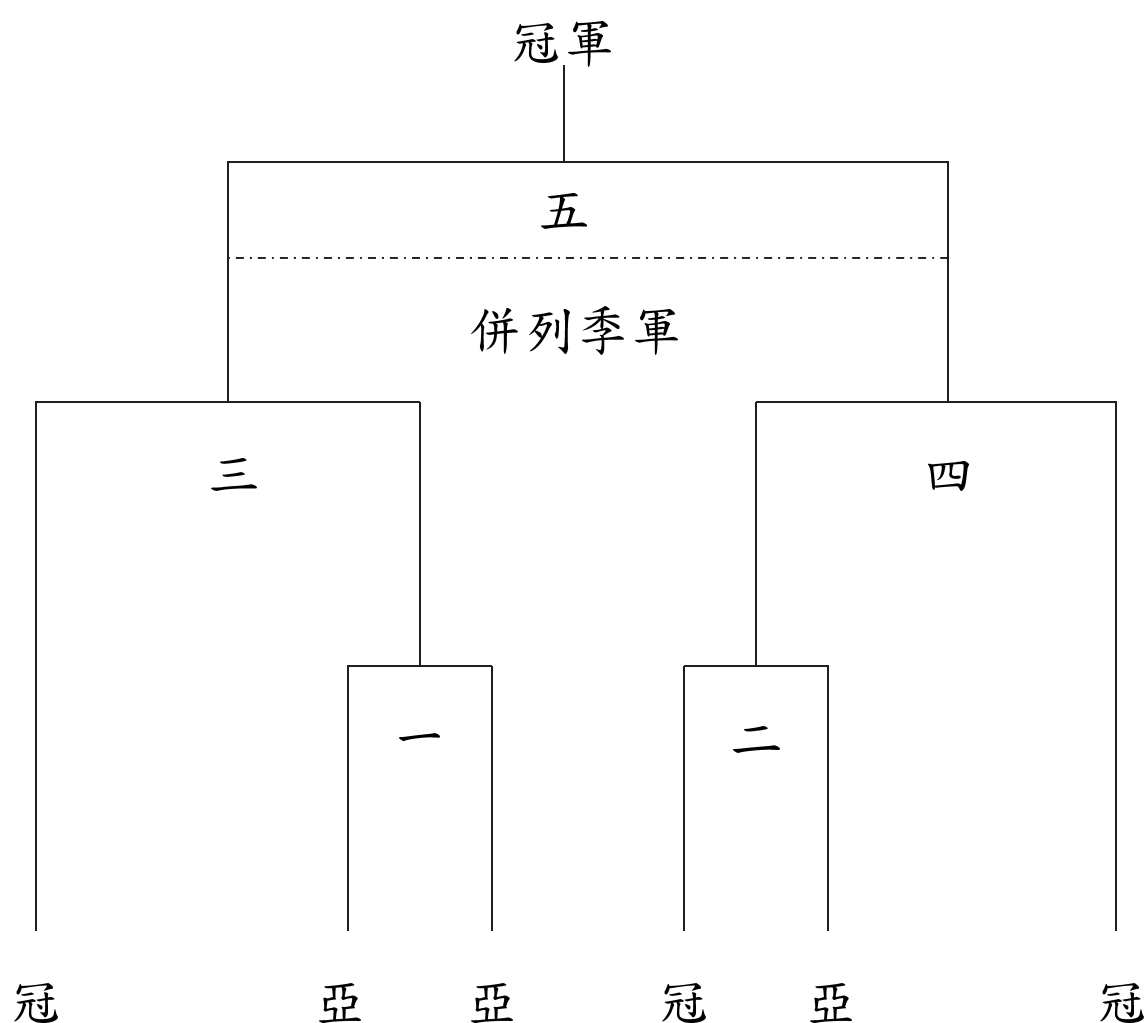 冠軍
五
併列季軍
三 四
一 二
冠 亞 亞 冠 亞 冠